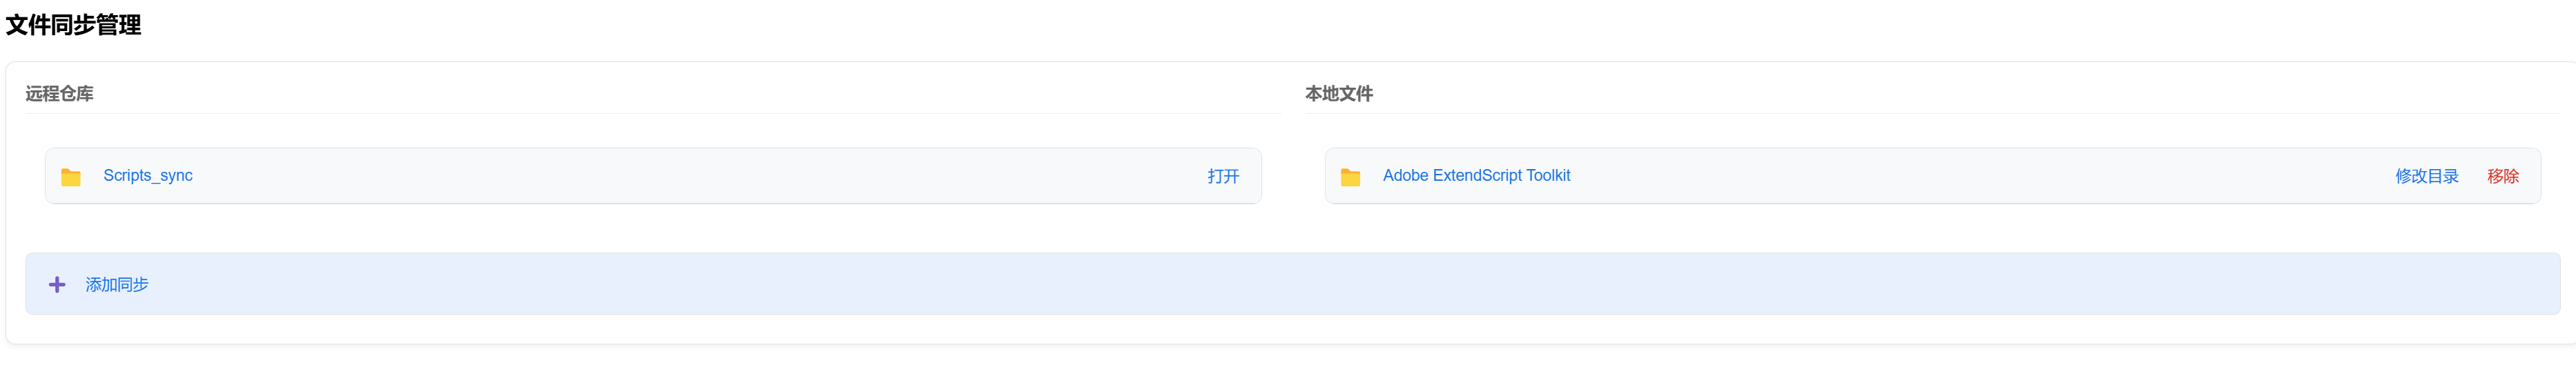 文件同步管理
远程仓库
本地文件
Scripts_sync
打开
Adobe ExtendScript Toolkit
修改目录
移除
添加同步